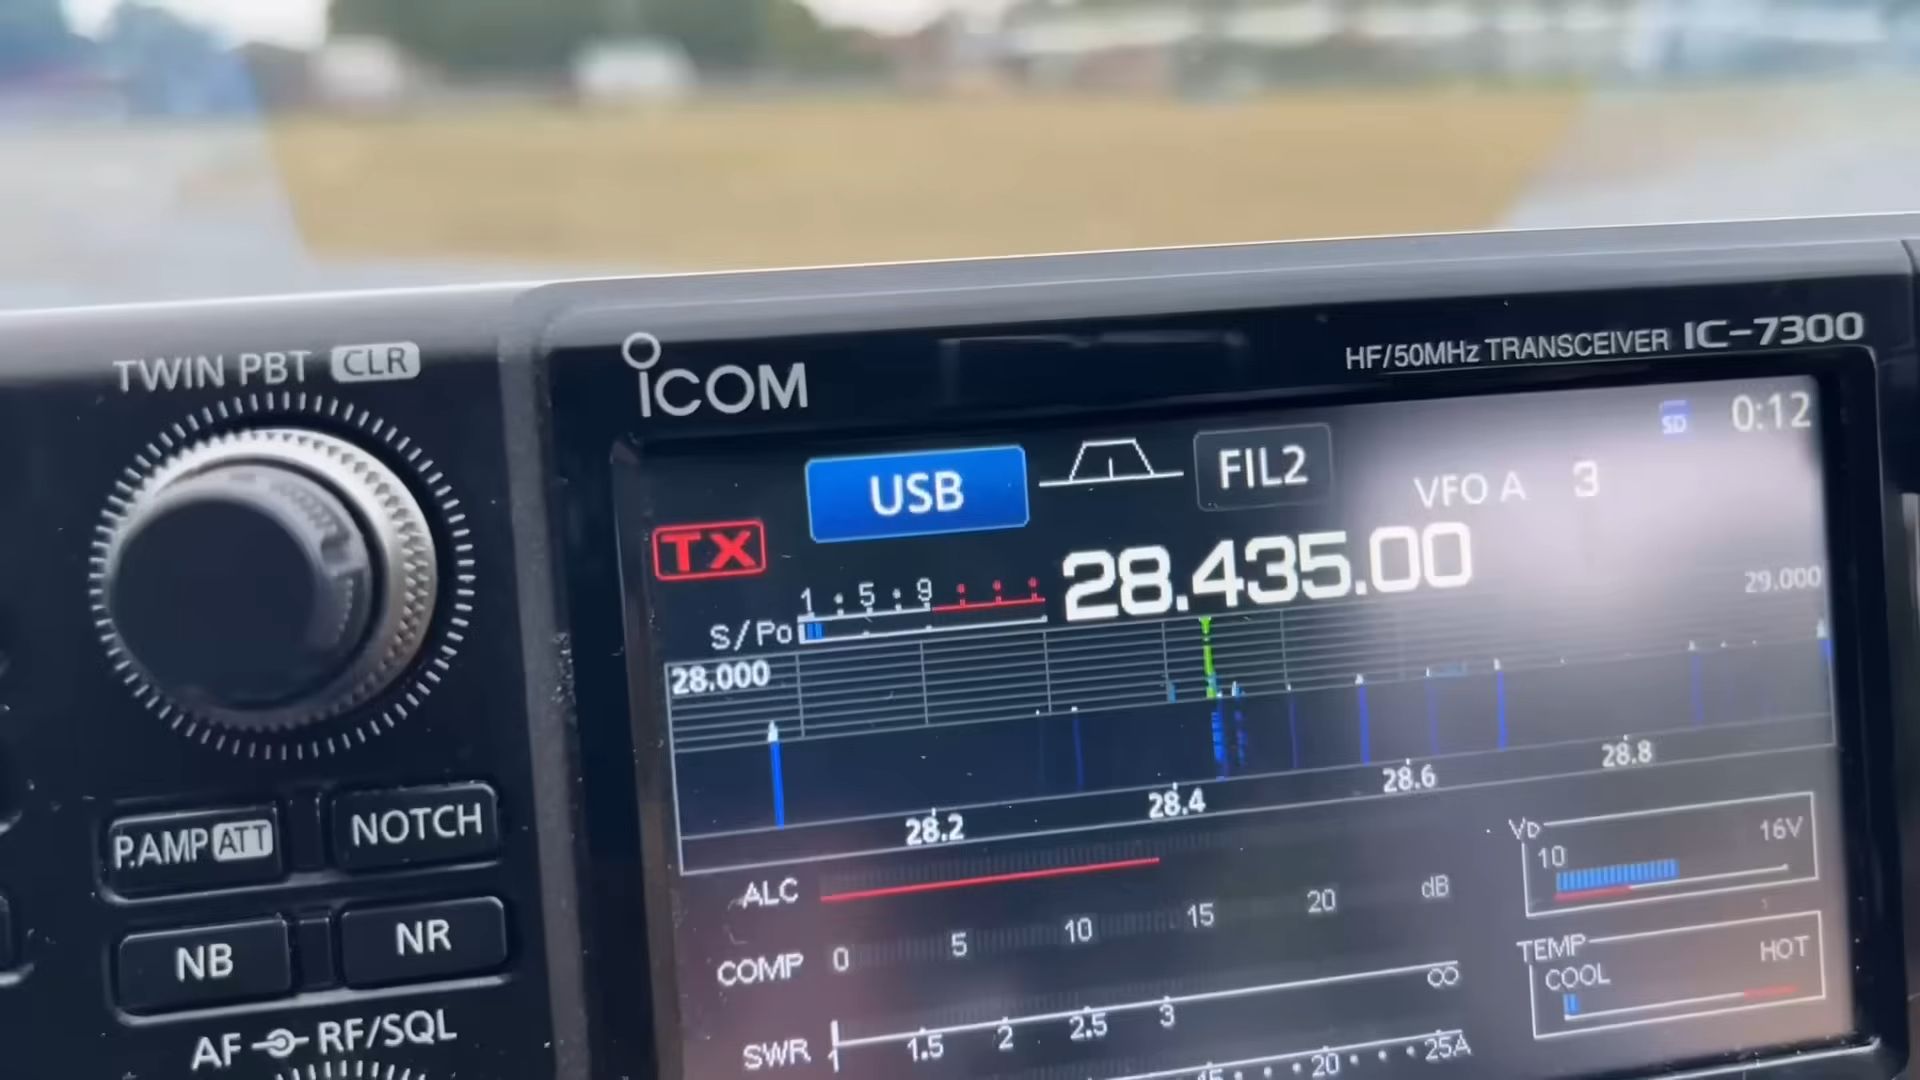 TWIN PBT CLR
ICOM
HF/50MHz TRANSCEIVER IC-7300
SD 0:12
USB FIL2
VFO A 3
TX
28.435.00
1 5 9
S/Po
28.000
29.000
28.2 28.4 28.6 28.8
P.AMP ATT NOTCH
NB NR
AF RF/SQL
ALC
COMP 0 5 10 15 20 dB
SWR 1 1.5 2 2.5 3 ∞
15 20 25A
VD 10 16V
TEMP
COOL HOT